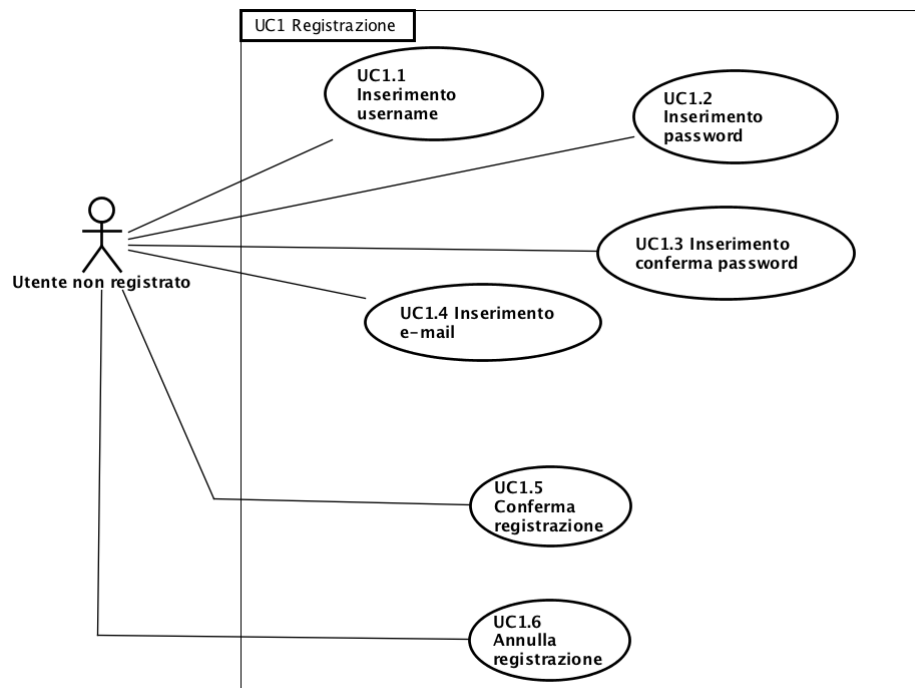 UC1 Registrazione
UC1.1
Inserimento
username
UC1.2
Inserimento
password
UC1.3 Inserimento
conferma password
Utente non registrato
UC1.4 Inserimento
e-mail
UC1.5
Conferma
registrazione
UC1.6
Annulla
registrazione